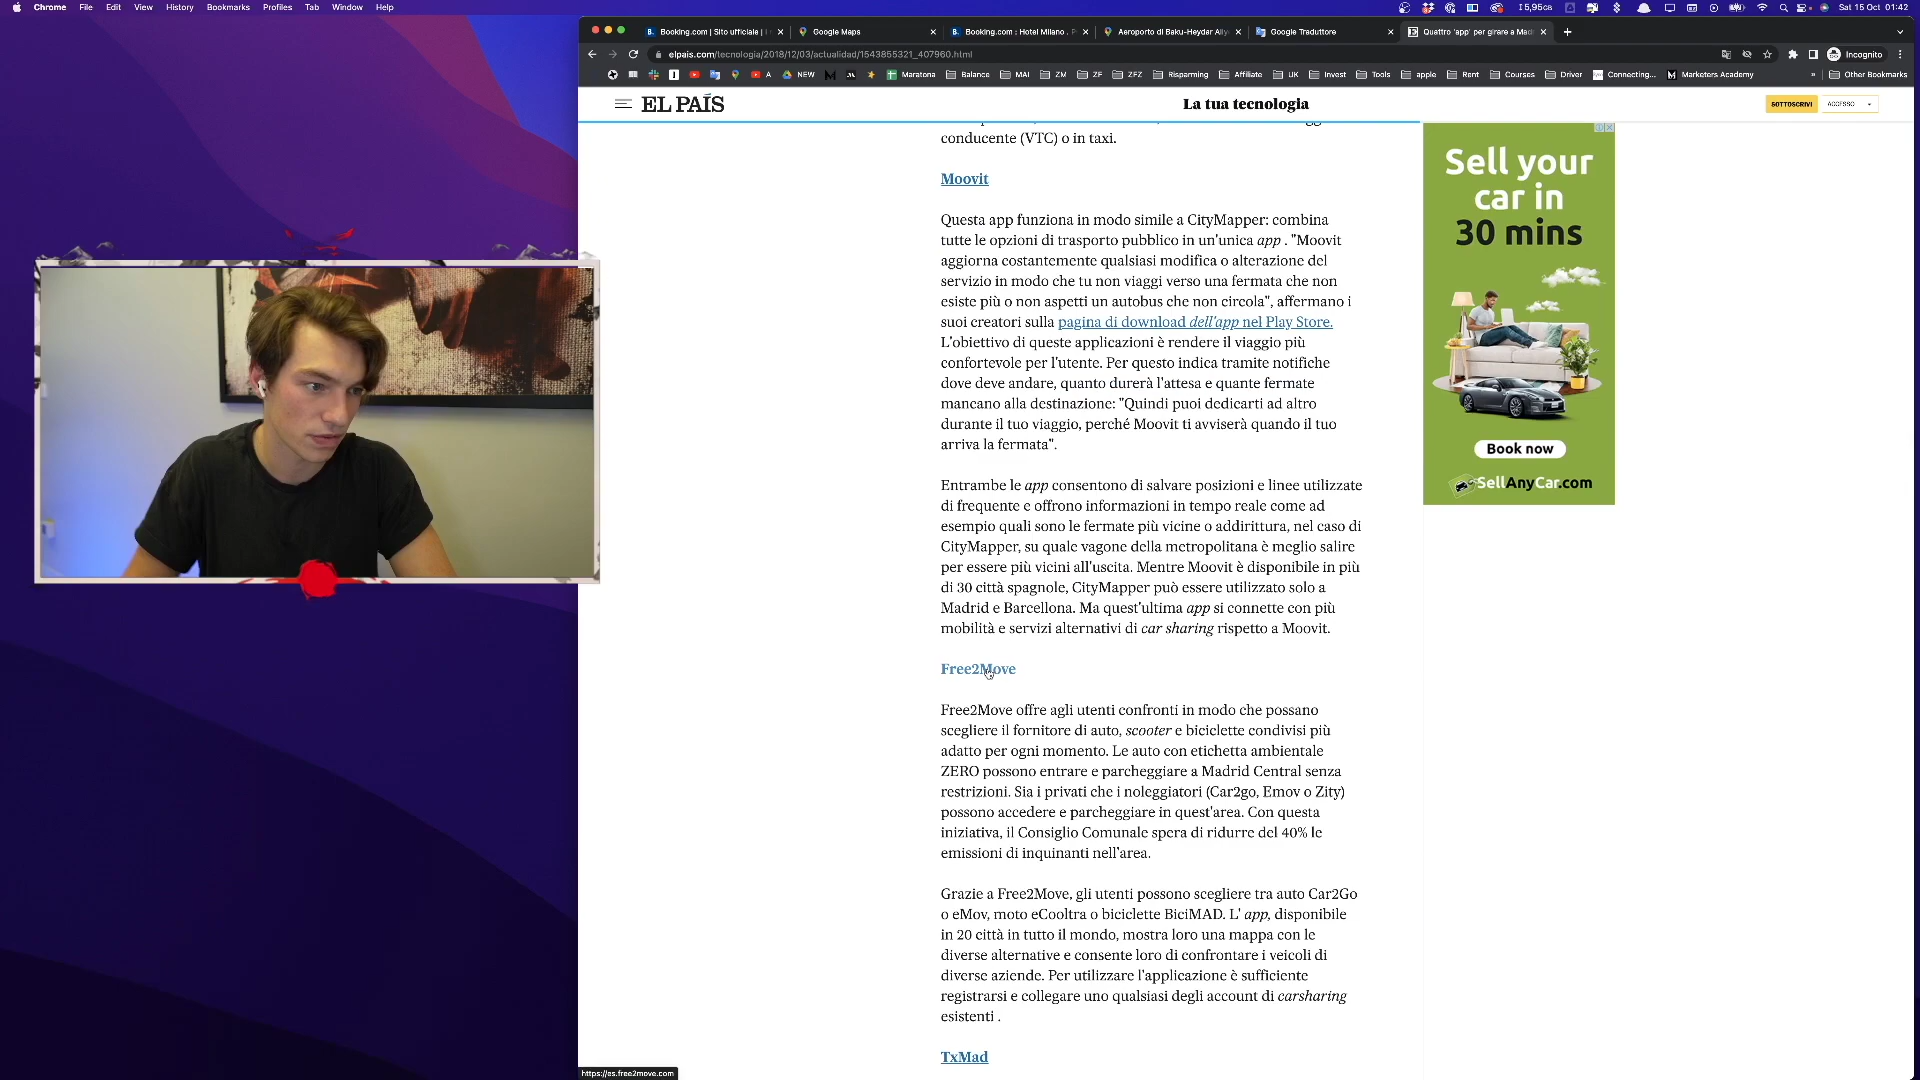 Chrome File Edit View History Bookmarks Profiles Tab Window Help
5,95GB Sat 15 Oct 01:42
Booking.com | Sito ufficiale | I
Google Maps
Booking.com : Hotel Milano . P
Aeroporto di Baku-Heydar Aliy
Google Traduttore
Quattro 'app' per girare a Mad
elpais.com/tecnologia/2018/12/03/actualidad/1543855321_407960.html
Incognito
A NEW Maratona Balance MAI ZM ZF ZFZ Risparming Affiliate UK Invest Tools apple Rent Courses Driver Connecting... Marketers Academy » Other Bookmarks
EL PAÍS
La tua tecnologia
SOTTOSCRIVI
ACCESSO
conducente (VTC) o in taxi.
Moovit
Questa app funziona in modo simile a CityMapper: combina
tutte le opzioni di trasporto pubblico in un'unica app . "Moovit
aggiorna costantemente qualsiasi modifica o alterazione del
servizio in modo che tu non viaggi verso una fermata che non
esiste più o non aspetti un autobus che non circola", affermano i
suoi creatori sulla pagina di download dell'app nel Play Store.
L'obiettivo di queste applicazioni è rendere il viaggio più
confortevole per l'utente. Per questo indica tramite notifiche
dove deve andare, quanto durerà l'attesa e quante fermate
mancano alla destinazione: "Quindi puoi dedicarti ad altro
durante il tuo viaggio, perché Moovit ti avviserà quando il tuo
arriva la fermata".
Entrambe le app consentono di salvare posizioni e linee utilizzate
di frequente e offrono informazioni in tempo reale come ad
esempio quali sono le fermate più vicine o addirittura, nel caso di
CityMapper, su quale vagone della metropolitana è meglio salire
per essere più vicini all'uscita. Mentre Moovit è disponibile in più
di 30 città spagnole, CityMapper può essere utilizzato solo a
Madrid e Barcellona. Ma quest'ultima app si connette con più
mobilità e servizi alternativi di car sharing rispetto a Moovit.
Free2Move
Free2Move offre agli utenti confronti in modo che possano
scegliere il fornitore di auto, scooter e biciclette condivisi più
adatto per ogni momento. Le auto con etichetta ambientale
ZERO possono entrare e parcheggiare a Madrid Central senza
restrizioni. Sia i privati che i noleggiatori (Car2go, Emov o Zity)
possono accedere e parcheggiare in quest'area. Con questa
iniziativa, il Consiglio Comunale spera di ridurre del 40% le
emissioni di inquinanti nell'area.
Grazie a Free2Move, gli utenti possono scegliere tra auto Car2Go
o eMov, moto eCooltra o biciclette BiciMAD. L' app, disponibile
in 20 città in tutto il mondo, mostra loro una mappa con le
diverse alternative e consente loro di confrontare i veicoli di
diverse aziende. Per utilizzare l'applicazione è sufficiente
registrarsi e collegare uno qualsiasi degli account di carsharing
esistenti .
TxMad
Sell your
car in
30 mins
Book now
SellAnyCar.com
https://es.free2move.com